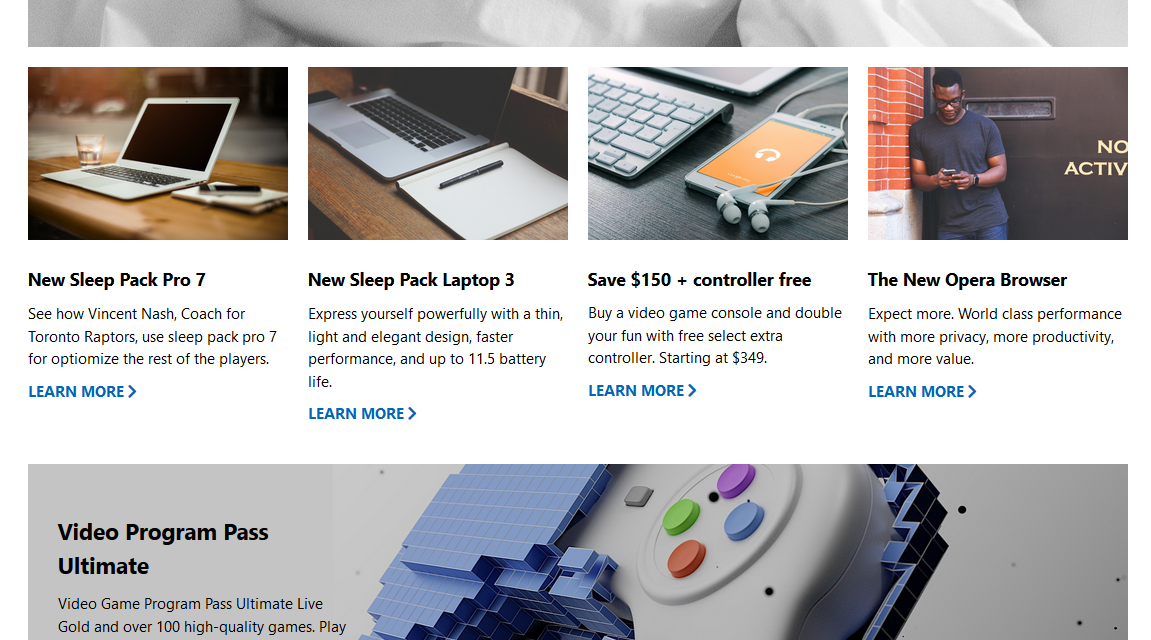 NO
ACTIV
New Sleep Pack Pro 7
See how Vincent Nash, Coach for
Toronto Raptors, use sleep pack pro 7
for optiomize the rest of the players.
LEARN MORE
New Sleep Pack Laptop 3
Express yourself powerfully with a thin,
light and elegant design, faster
performance, and up to 11.5 battery
life.
LEARN MORE
Save $150 + controller free
Buy a video game console and double
your fun with free select extra
controller. Starting at $349.
LEARN MORE
The New Opera Browser
Expect more. World class performance
with more privacy, more productivity,
and more value.
LEARN MORE
Video Program Pass
Ultimate
Video Game Program Pass Ultimate Live
Gold and over 100 high-quality games. Play